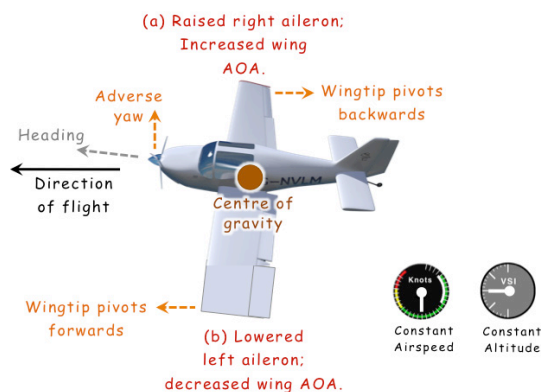 (a) Raised right aileron;
Increased wing
AOA.
Adverse
yaw
Wingtip pivots
backwards
Heading
Direction
of flight
G-NVLM
Centre of
gravity
Wingtip pivots
forwards
(b) Lowered
left aileron;
decreased wing AOA.
Knots
VSI
Constant
Airspeed
Constant
Altitude